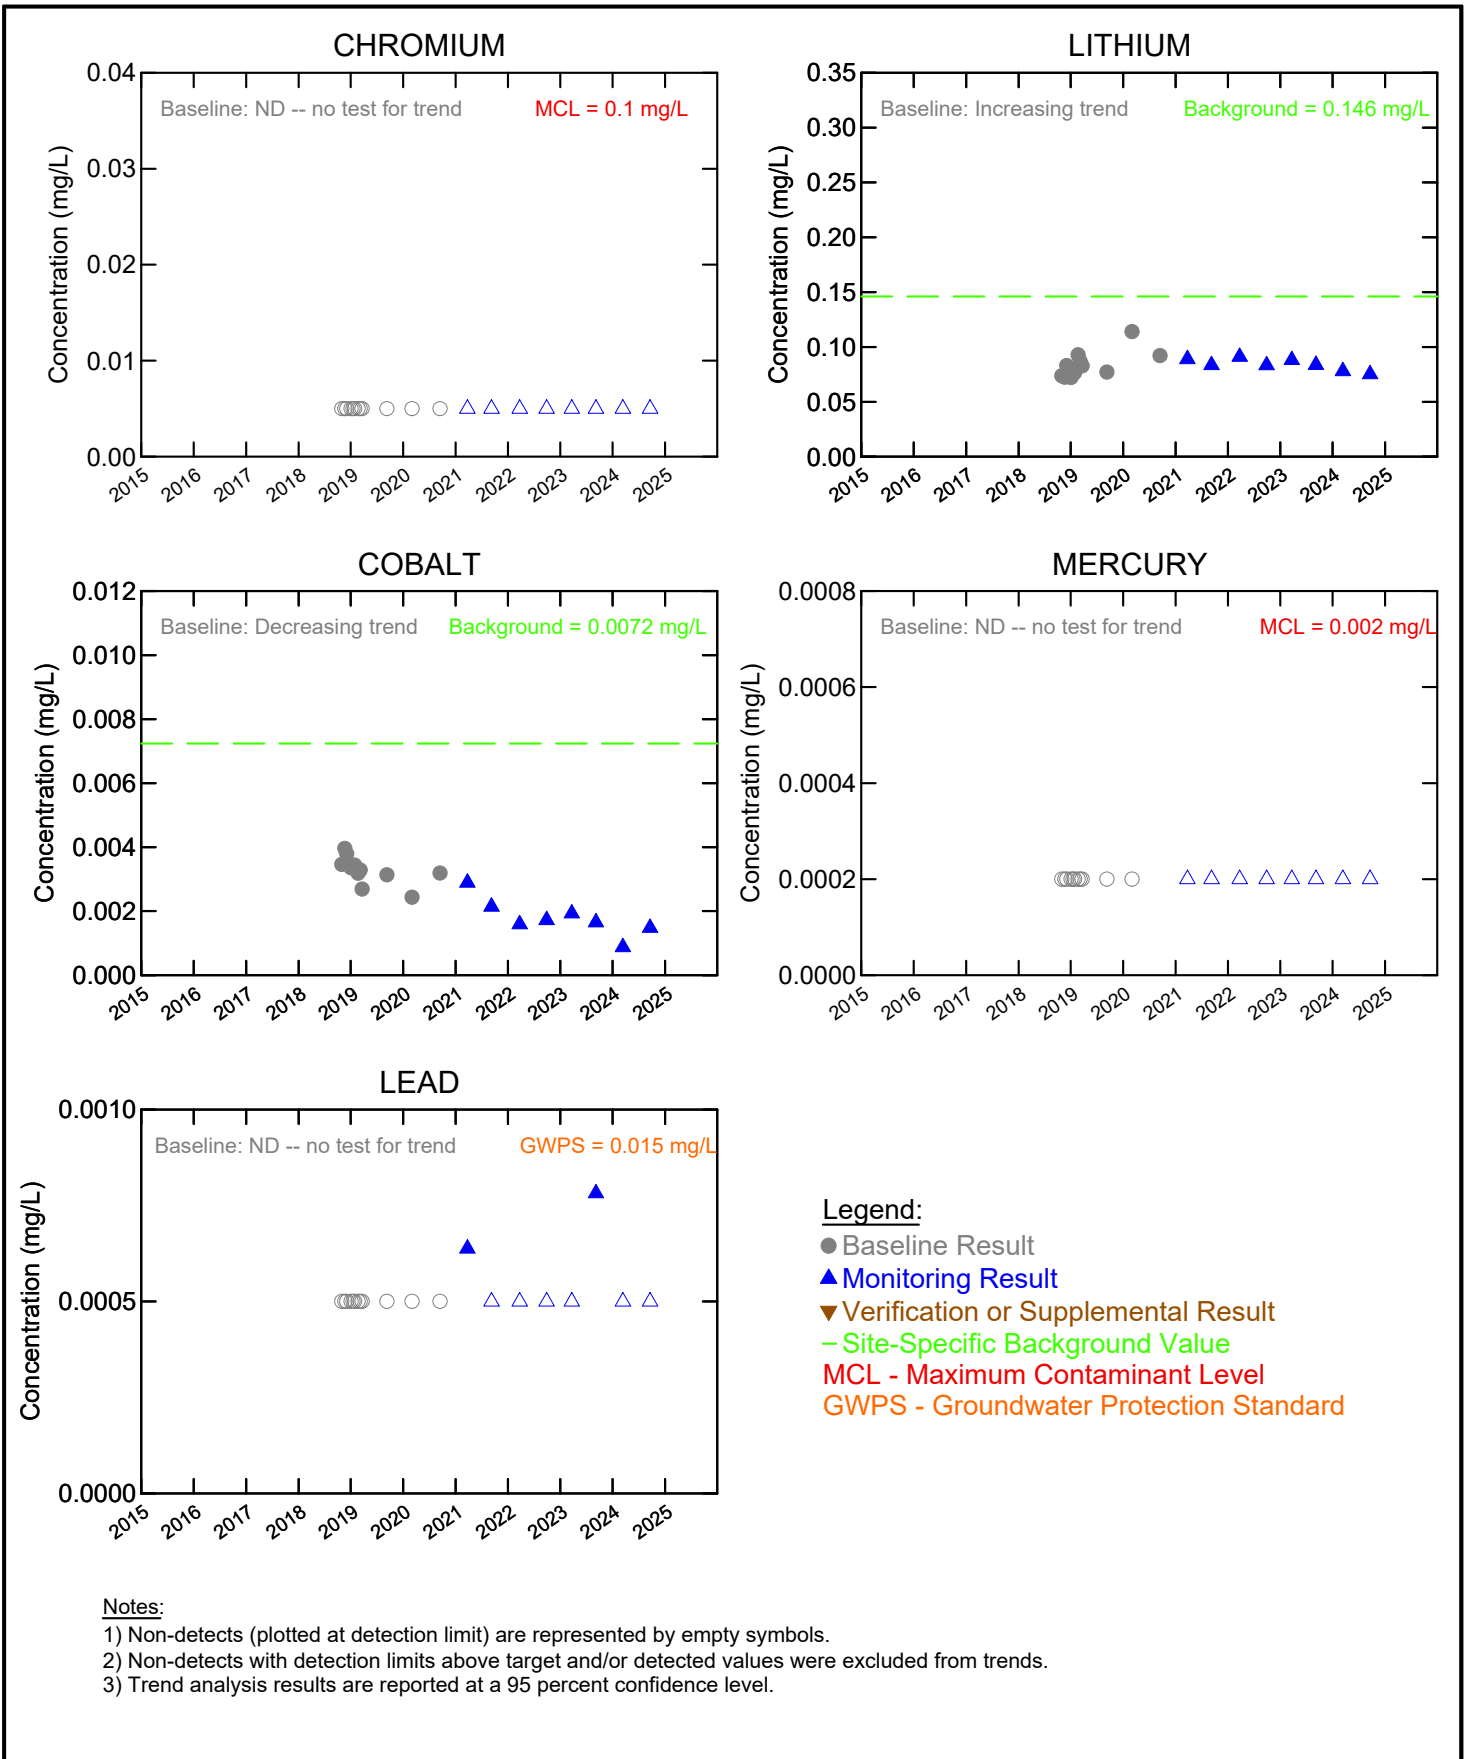 CHROMIUM
Concentration (mg/L)
0.04
0.03
0.02
0.01
0.00
Baseline: ND -- no test for trend
MCL = 0.1 mg/L
2015 2016 2017 2018 2019 2020 2021 2022 2023 2024 2025
LITHIUM
Concentration (mg/L)
0.35
0.30
0.25
0.20
0.15
0.10
0.05
0.00
Baseline: Increasing trend
Background = 0.146 mg/L
2015 2016 2017 2018 2019 2020 2021 2022 2023 2024 2025
COBALT
Concentration (mg/L)
0.012
0.010
0.008
0.006
0.004
0.002
0.000
Baseline: Decreasing trend
Background = 0.0072 mg/L
2015 2016 2017 2018 2019 2020 2021 2022 2023 2024 2025
MERCURY
Concentration (mg/L)
0.0008
0.0006
0.0004
0.0002
0.0000
Baseline: ND -- no test for trend
MCL = 0.002 mg/L
2015 2016 2017 2018 2019 2020 2021 2022 2023 2024 2025
LEAD
Concentration (mg/L)
0.0010
0.0005
0.0000
Baseline: ND -- no test for trend
GWPS = 0.015 mg/L
2015 2016 2017 2018 2019 2020 2021 2022 2023 2024 2025
Legend:
Baseline Result
Monitoring Result
Verification or Supplemental Result
Site-Specific Background Value
MCL - Maximum Contaminant Level
GWPS - Groundwater Protection Standard
Notes:
1) Non-detects (plotted at detection limit) are represented by empty symbols.
2) Non-detects with detection limits above target and/or detected values were excluded from trends.
3) Trend analysis results are reported at a 95 percent confidence level.